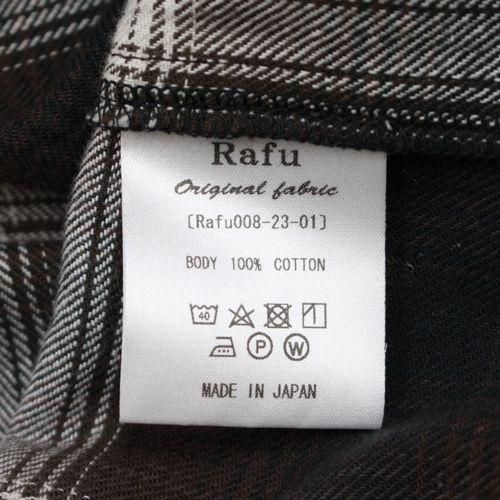 Rafu
Original fabric
[Rafu008-23-01]
BODY 100% COTTON
40
P W
MADE IN JAPAN